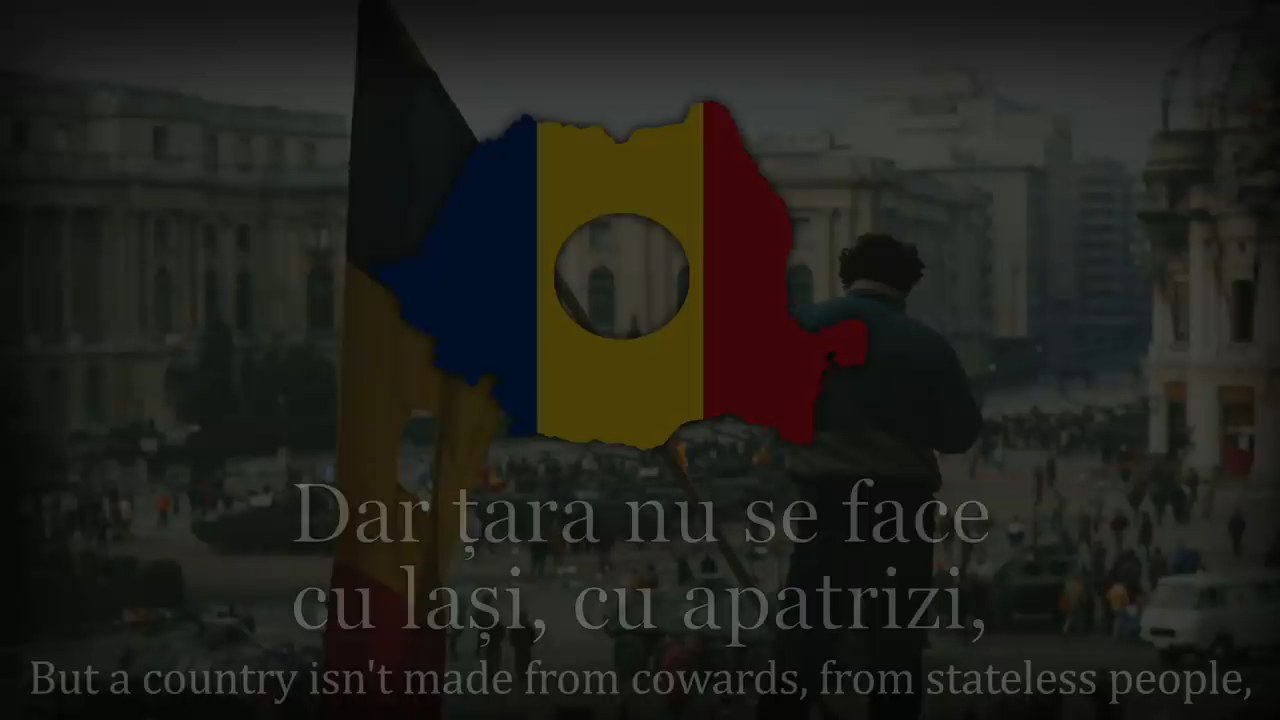 Dar țara nu se face
cu lași, cu apatrizi,
But a country isn't made from cowards, from stateless people,